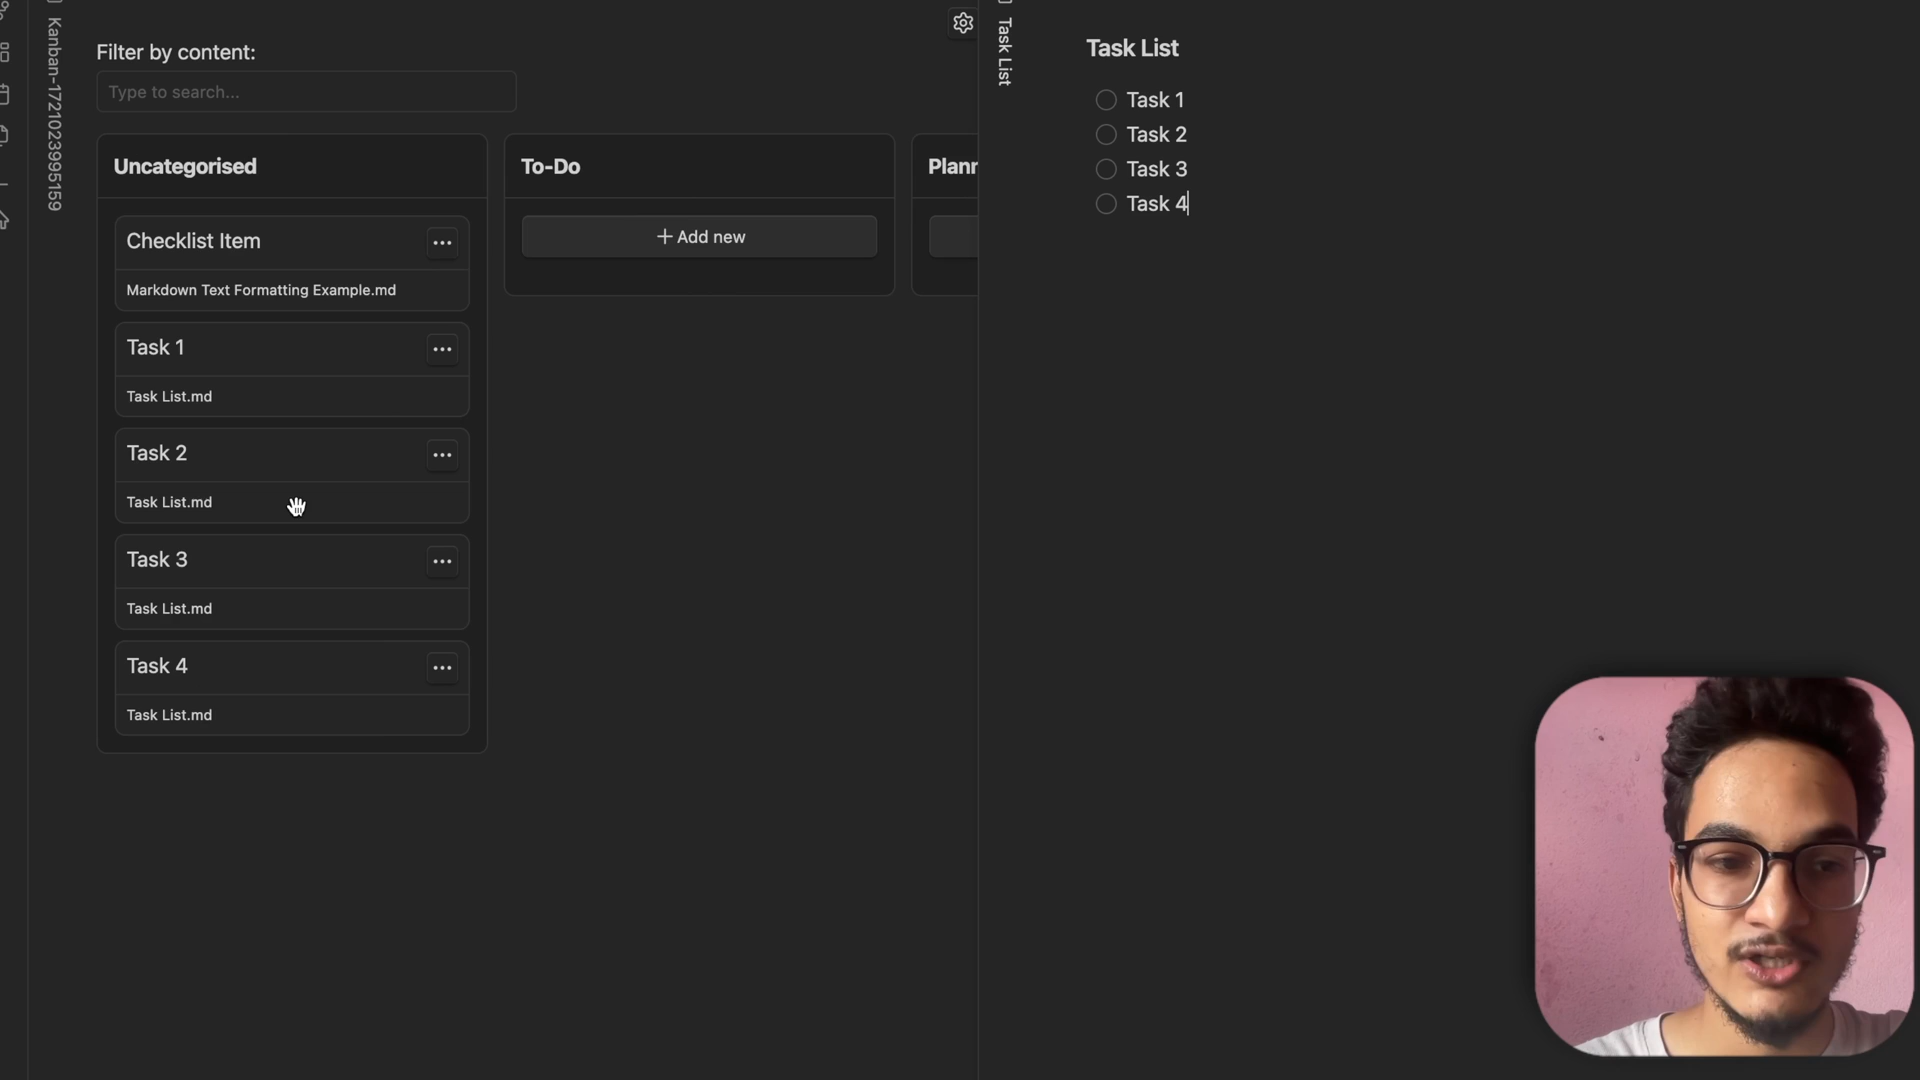 Kanban-1721023995159
Filter by content:
Type to search...
Uncategorised
Checklist Item
Markdown Text Formatting Example.md
Task 1
Task List.md
Task 2
Task List.md
Task 3
Task List.md
Task 4
Task List.md
To-Do
+ Add new
Plann
Task List
Task List
Task 1
Task 2
Task 3
Task 4